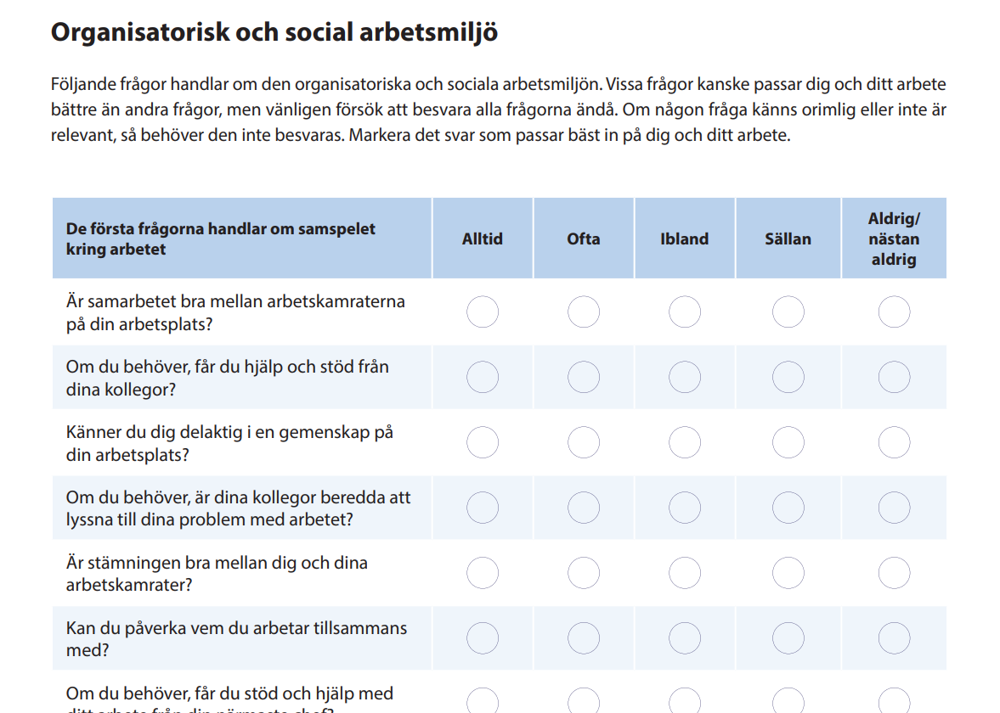 Organisatorisk och social arbetsmiljö
Följande frågor handlar om den organisatoriska och sociala arbetsmiljön. Vissa frågor kanske passar dig och ditt arbete
bättre än andra frågor, men vänligen försök att besvara alla frågorna ändå. Om någon fråga känns orimlig eller inte är
relevant, så behöver den inte besvaras. Markera det svar som passar bäst in på dig och ditt arbete.
De första frågorna handlar om samspelet
kring arbetet
Alltid
Ofta
Ibland
Sällan
Aldrig/
nästan
aldrig
Är samarbetet bra mellan arbetskamraterna
på din arbetsplats?
Om du behöver, får du hjälp och stöd från
dina kollegor?
Känner du dig delaktig i en gemenskap på
din arbetsplats?
Om du behöver, är dina kollegor beredda att
lyssna till dina problem med arbetet?
Är stämningen bra mellan dig och dina
arbetskamrater?
Kan du påverka vem du arbetar tillsammans
med?
Om du behöver, får du stöd och hjälp med